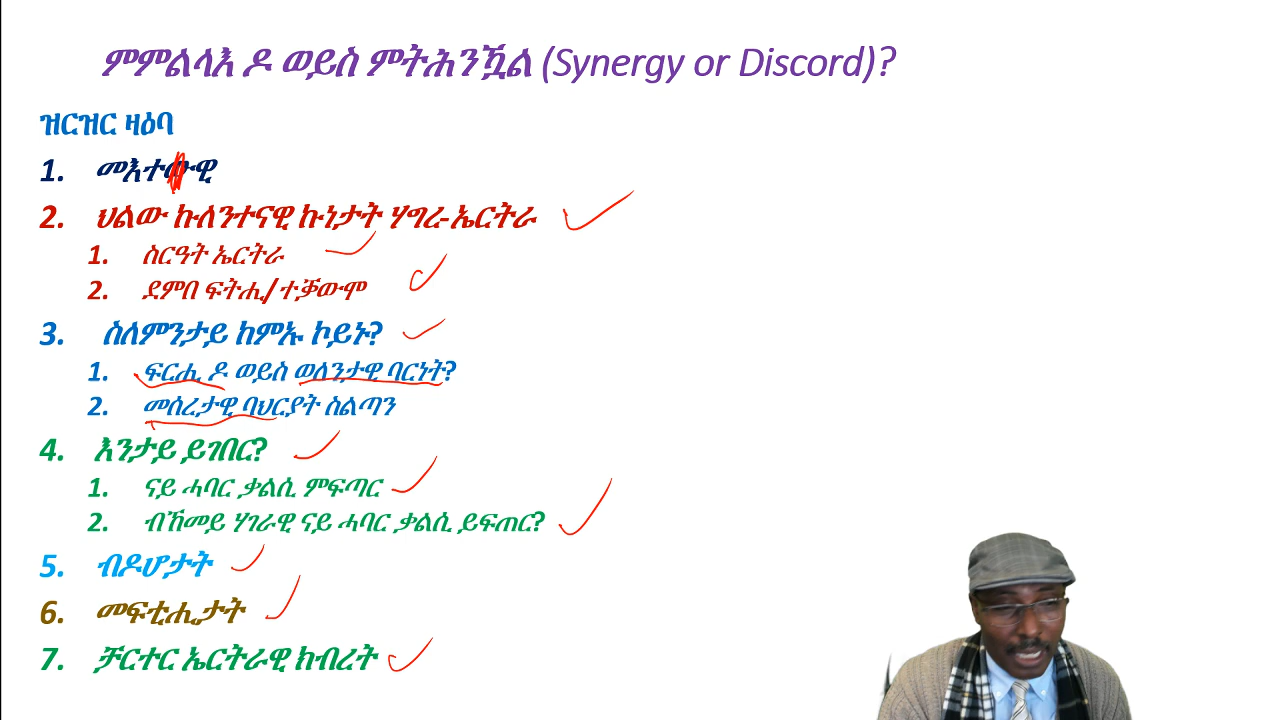 ምምልላእ ዶ ወይስ ምትሕንዃል (Synergy or Discord)?
ዝርዝር ዛዕባ
1. መእተዊ
2. ህልው ኩለንተናዊ ኩነታት ሃግረ-ኤርትራ
1. ስርዓት ኤርትራ
2. ደምበ ፍትሒ/ተቓውሞ
3. ስለምንታይ ከምኡ ኮይኑ?
1. ፍርሒ ዶ ወይስ ወለንታዊ ባርነት?
2. መሰረታዊ ባህርያት ስልጣን
4. እንታይ ይገበር?
1. ናይ ሓባር ቃልሲ ምፍጣር
2. ብኸመይ ሃገራዊ ናይ ሓባር ቃልሲ ይፍጠር?
5. ብዶሆታት
6. መፍቲሒታት
7. ቻርተር ኤርትራዊ ክብረት